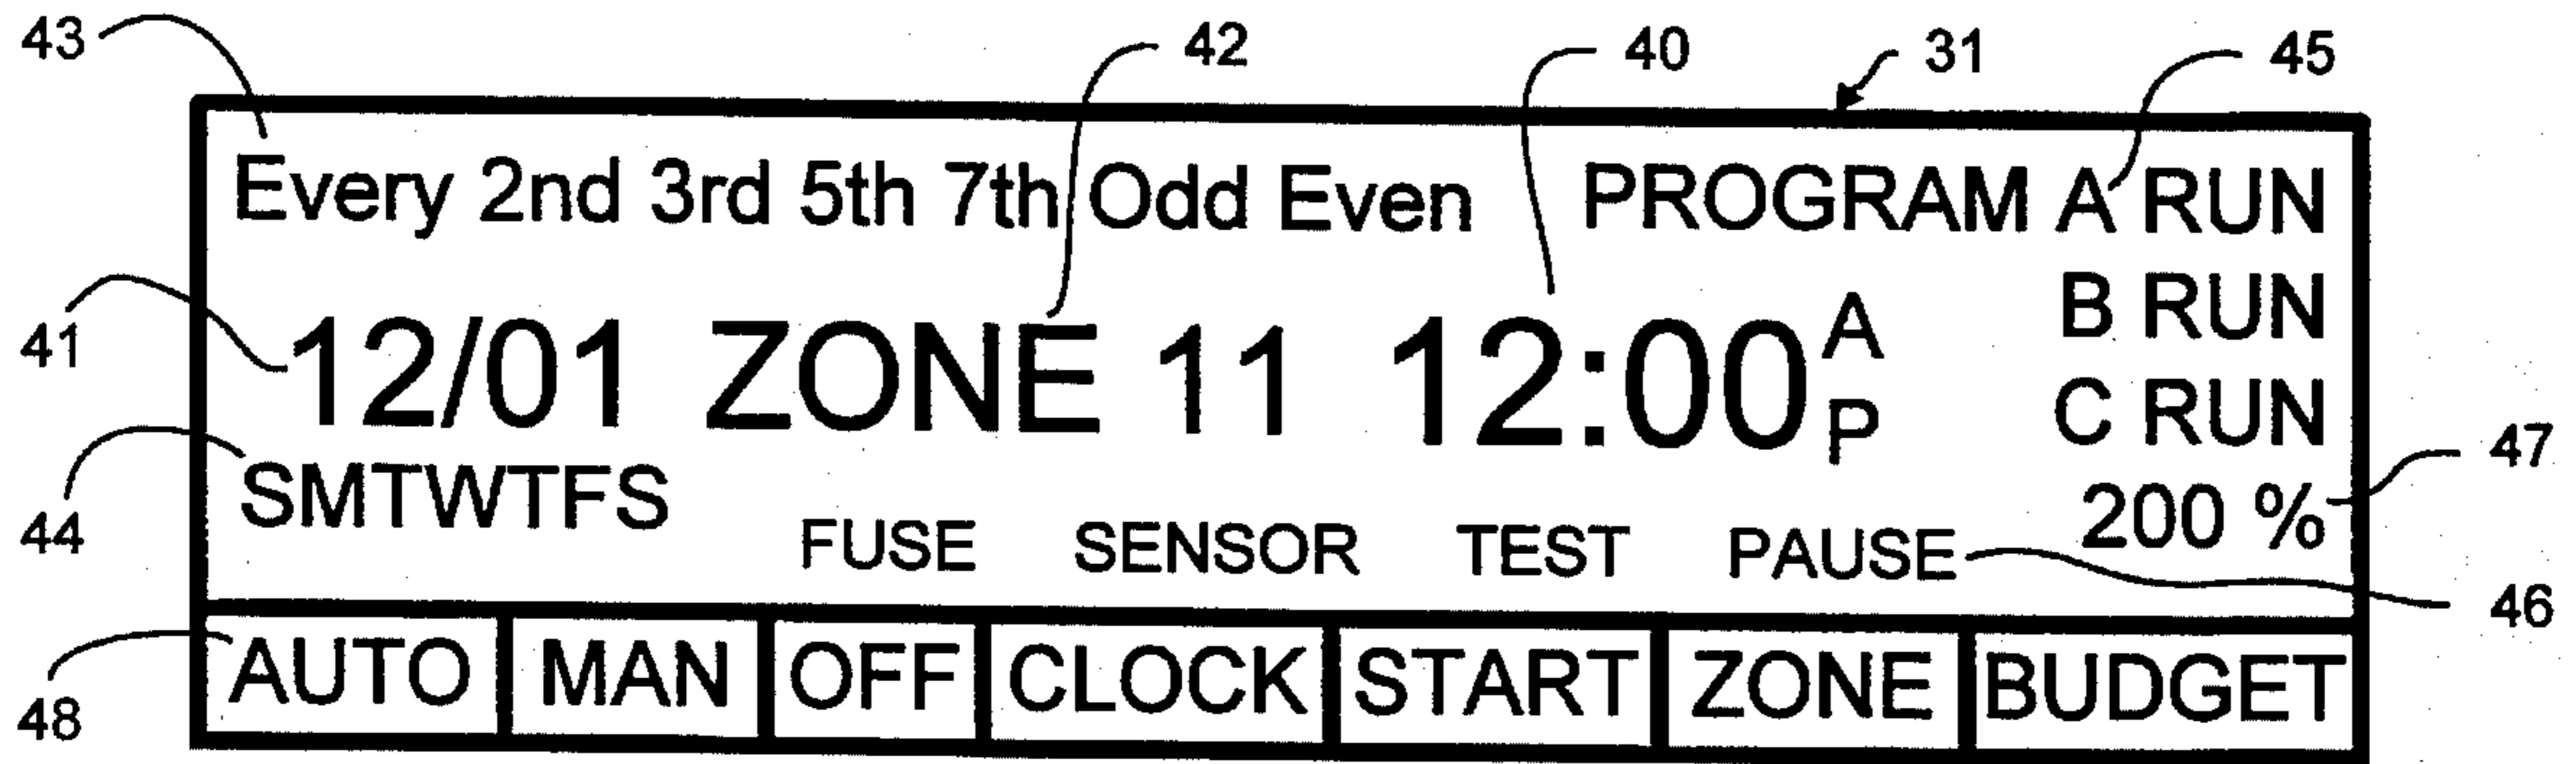 43 42 40 31 45
Every 2nd 3rd 5th 7th Odd Even PROGRAM A RUN
B RUN
41 12/01 ZONE 11 12:00 A P
C RUN
47
44 SMTWTFS 200 %
FUSE SENSOR TEST PAUSE
46
48 AUTO MAN OFF CLOCK START ZONE BUDGET